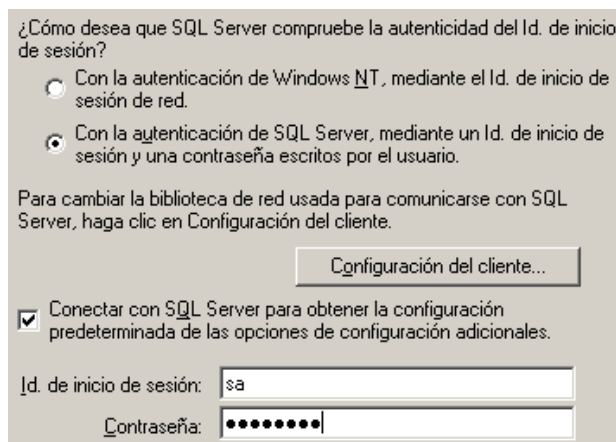 ¿Cómo desea que SQL Server compruebe la autenticidad del Id. de inicio
de sesión?
Con la autenticación de Windows NT, mediante el Id. de inicio de
sesión de red.
Con la autenticación de SQL Server, mediante un Id. de inicio de
sesión y una contraseña escritos por el usuario.
Para cambiar la biblioteca de red usada para comunicarse con SQL
Server, haga clic en Configuración del cliente.
Configuración del cliente...
Conectar con SQL Server para obtener la configuración
predeterminada de las opciones de configuración adicionales.
Id. de inicio de sesión: sa
Contraseña: ●●●●●●●●